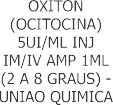 OXITON
(OCITOCINA)
5UI/ML INJ
IM/IV AMP 1ML
(2 A 8 GRAUS) -
UNIAO QUIMICA